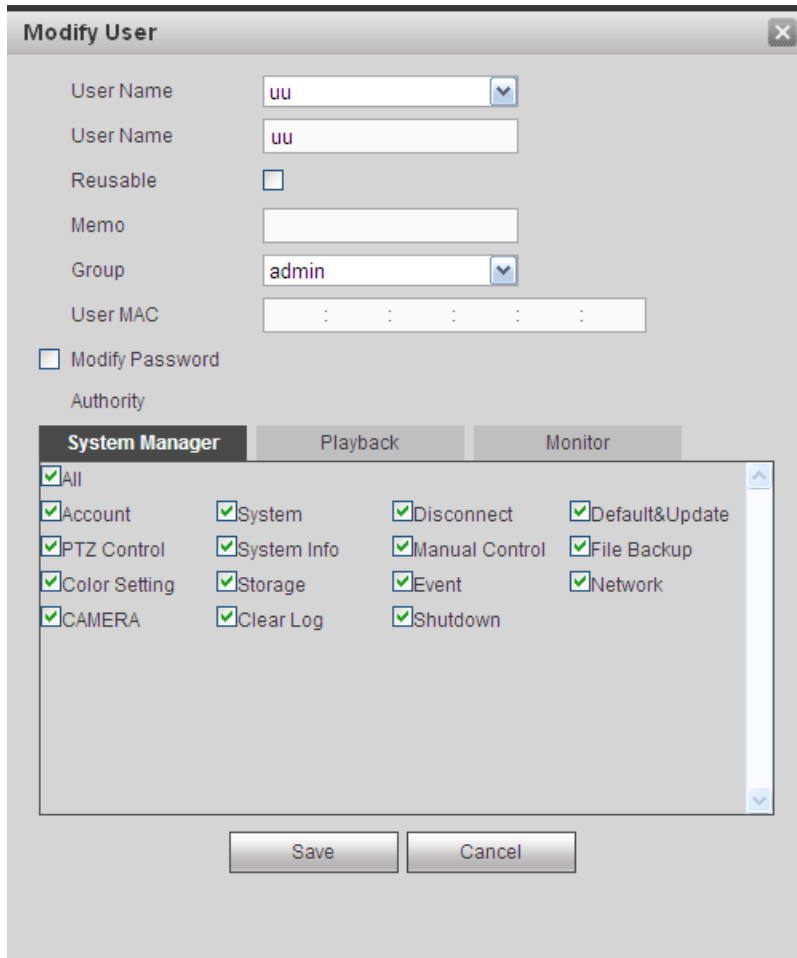 Modify User
User Name uu
User Name uu
Reusable
Memo
Group admin
User MAC : : : : :
Modify Password
Authority
System Manager Playback Monitor
All
Account System Disconnect Default&Update
PTZ Control System Info Manual Control File Backup
Color Setting Storage Event Network
CAMERA Clear Log Shutdown
Save Cancel